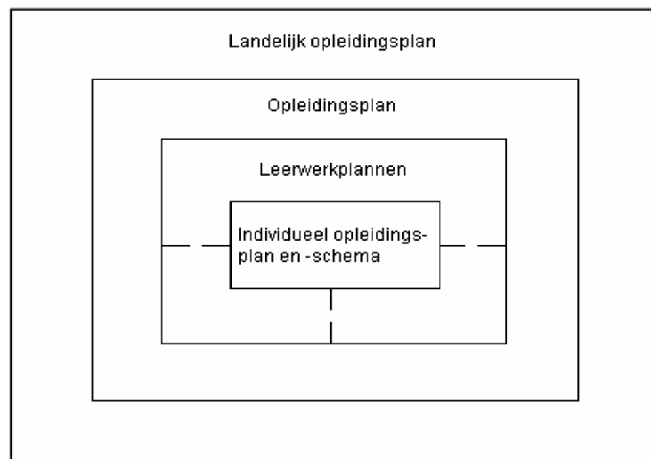 Landelijk opleidingsplan
Opleidingsplan
Leerwerkplannen
Individueel opleidings-
plan en -schema